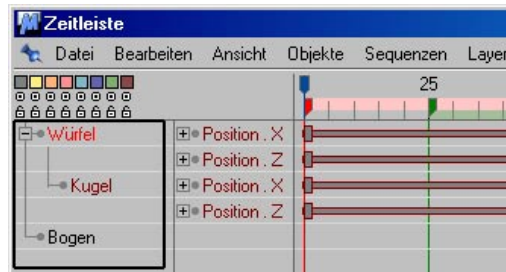 Zeitleiste
Datei Bearbeiten Ansicht Objekte Sequenzen Layer
25
Würfel Position . X
Position . Z
Kugel Position . X
Position . Z
Bogen